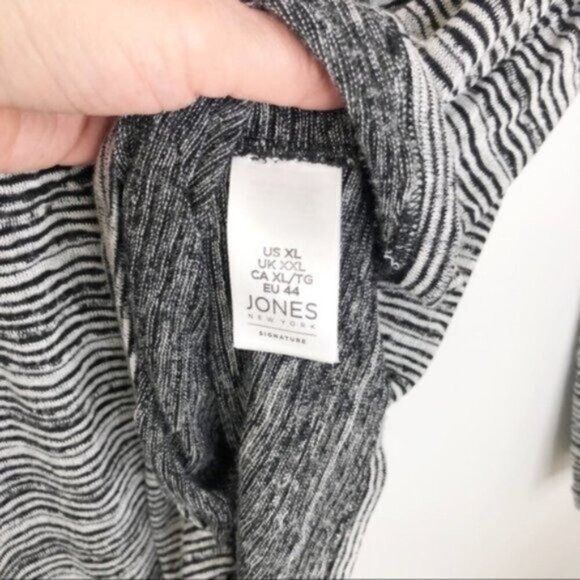 US XL
UK XXL
CA XL/TG
EU 44
JONES
NEW YORK
SIGNATURE